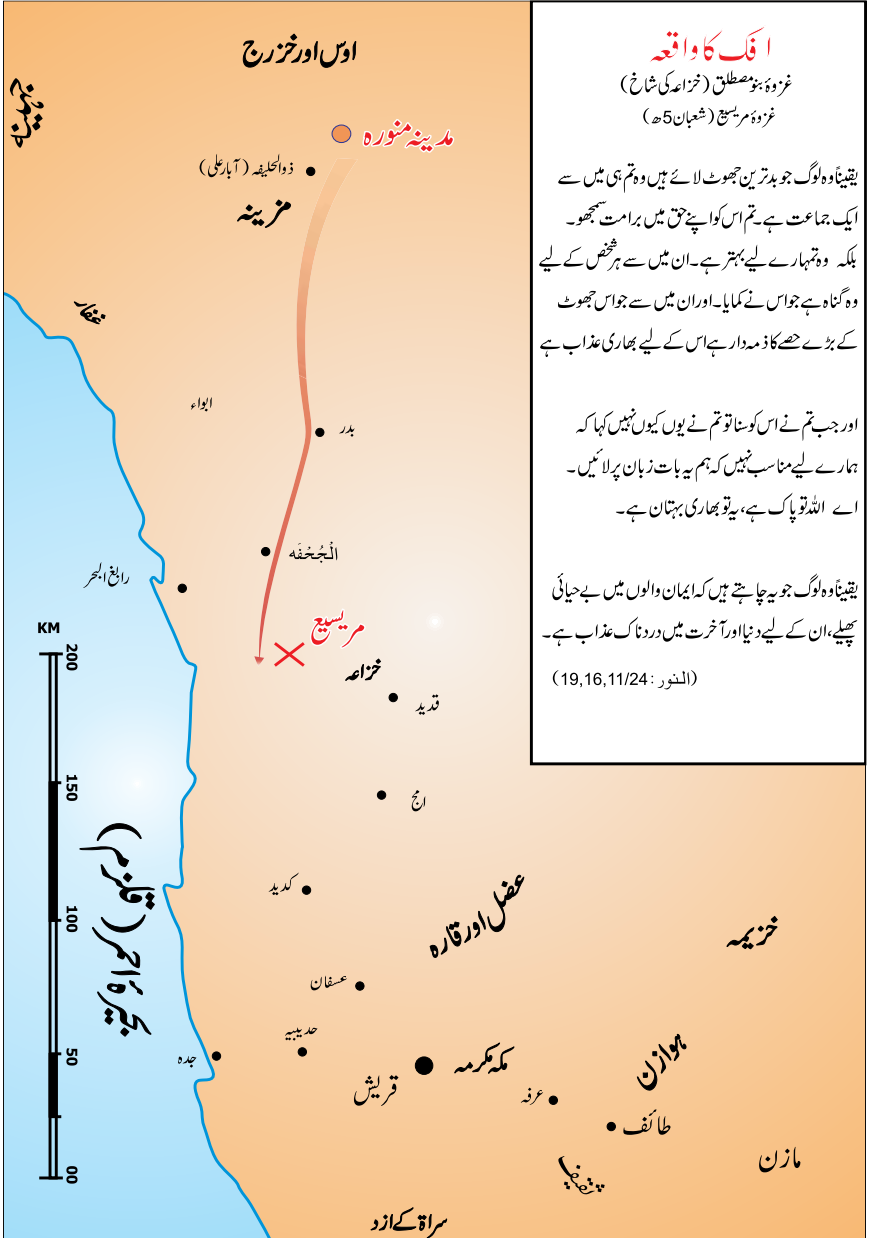 افک کا واقعہ
غزوۂ بنو مصطلق (خزاعہ کی شاخ)
غزوۂ مریسیع (شعبان 5ھ)
یقیناً وہ لوگ جو بدترین جھوٹ لائے ہیں وہ تم ہی میں سے
ایک جماعت ہے۔ تم اس کو اپنے حق میں برا مت سمجھو۔
بلکہ وہ تمہارے لیے بہتر ہے۔ ان میں سے ہر شخص کے لیے
وہ گناہ ہے جو اس نے کمایا۔ اور ان میں سے جو اس جھوٹ
کے بڑے حصے کا ذمہ دار ہے اس کے لیے بھاری عذاب ہے
اور جب تم نے اس کو سنا تو تم نے یوں کیوں نہیں کہا کہ
ہمارے لیے مناسب نہیں کہ ہم یہ بات زبان پر لائیں۔
اے اللہ تو پاک ہے، یہ تو بھاری بہتان ہے۔
یقیناً وہ لوگ جو یہ چاہتے ہیں کہ ایمان والوں میں بے حیائی
پھیلے، ان کے لیے دنیا اور آخرت میں دردناک عذاب ہے۔
(النور: 19,16,11/24)
اوس اور خزرج
جہینہ
مدینہ منورہ
ذوالحلیفہ (آبار علی)
مزینہ
غفار
ابواء
بدر
الْجُحْفَه
رابغ البحر
مریسیع
خزاعہ
قدید
KM
200
150
100
50
00
امج
بحیرۂ احمر (قلزم)
کدید
عضل اور قارہ
خزیمہ
عسفان
حدیبیہ
ہوازن
جدہ
مکہ مکرمہ
قریش
عرفہ
طائف
مازن
ثقیف
سراۃ کے ازد